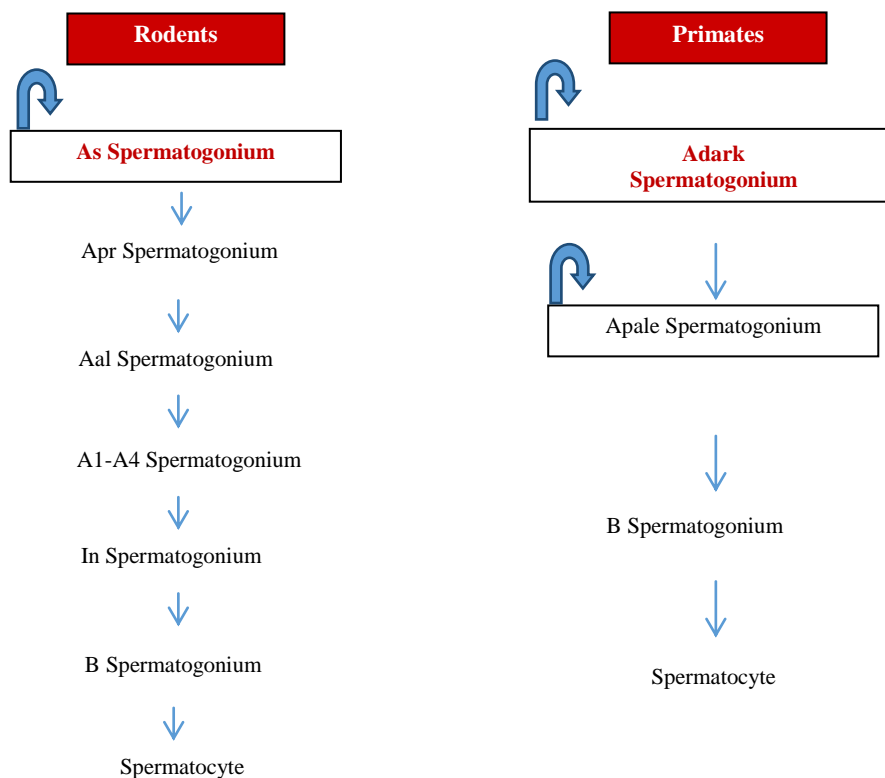 Rodents
As Spermatogonium
Apr Spermatogonium
Aal Spermatogonium
A1-A4 Spermatogonium
In Spermatogonium
B Spermatogonium
Spermatocyte
Primates
Adark
Spermatogonium
Apale Spermatogonium
B Spermatogonium
Spermatocyte